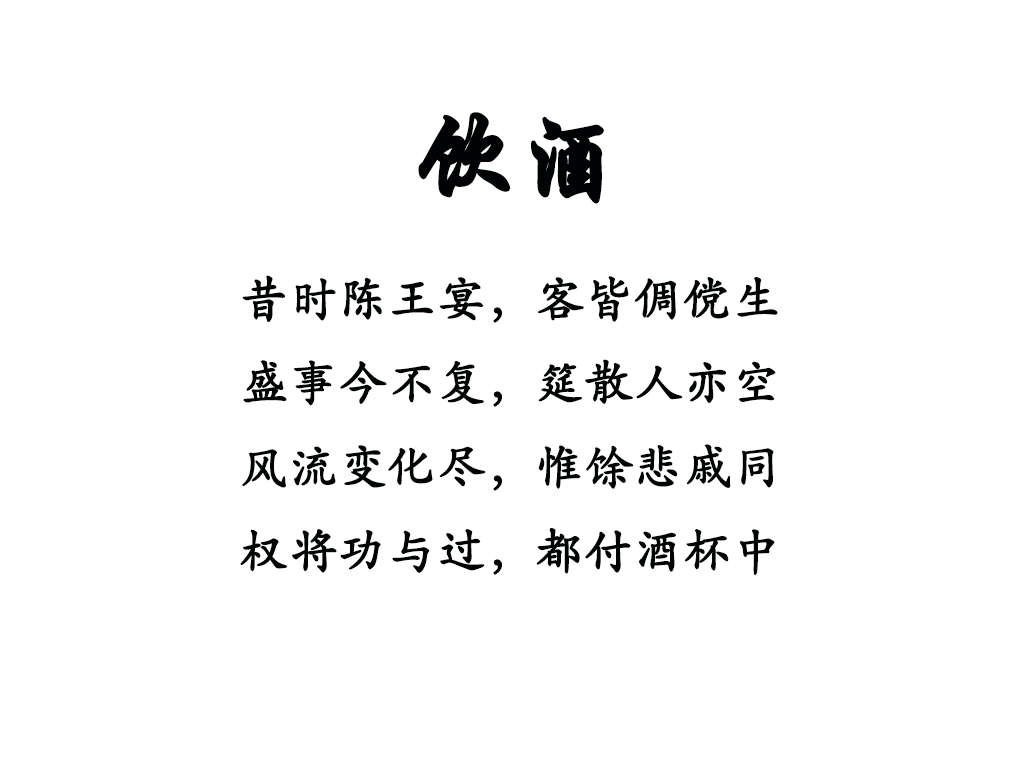 饮酒
昔时陈王宴，客皆倜傥生
盛事今不复，筵散人亦空
风流变化尽，惟馀悲戚同
权将功与过，都付酒杯中